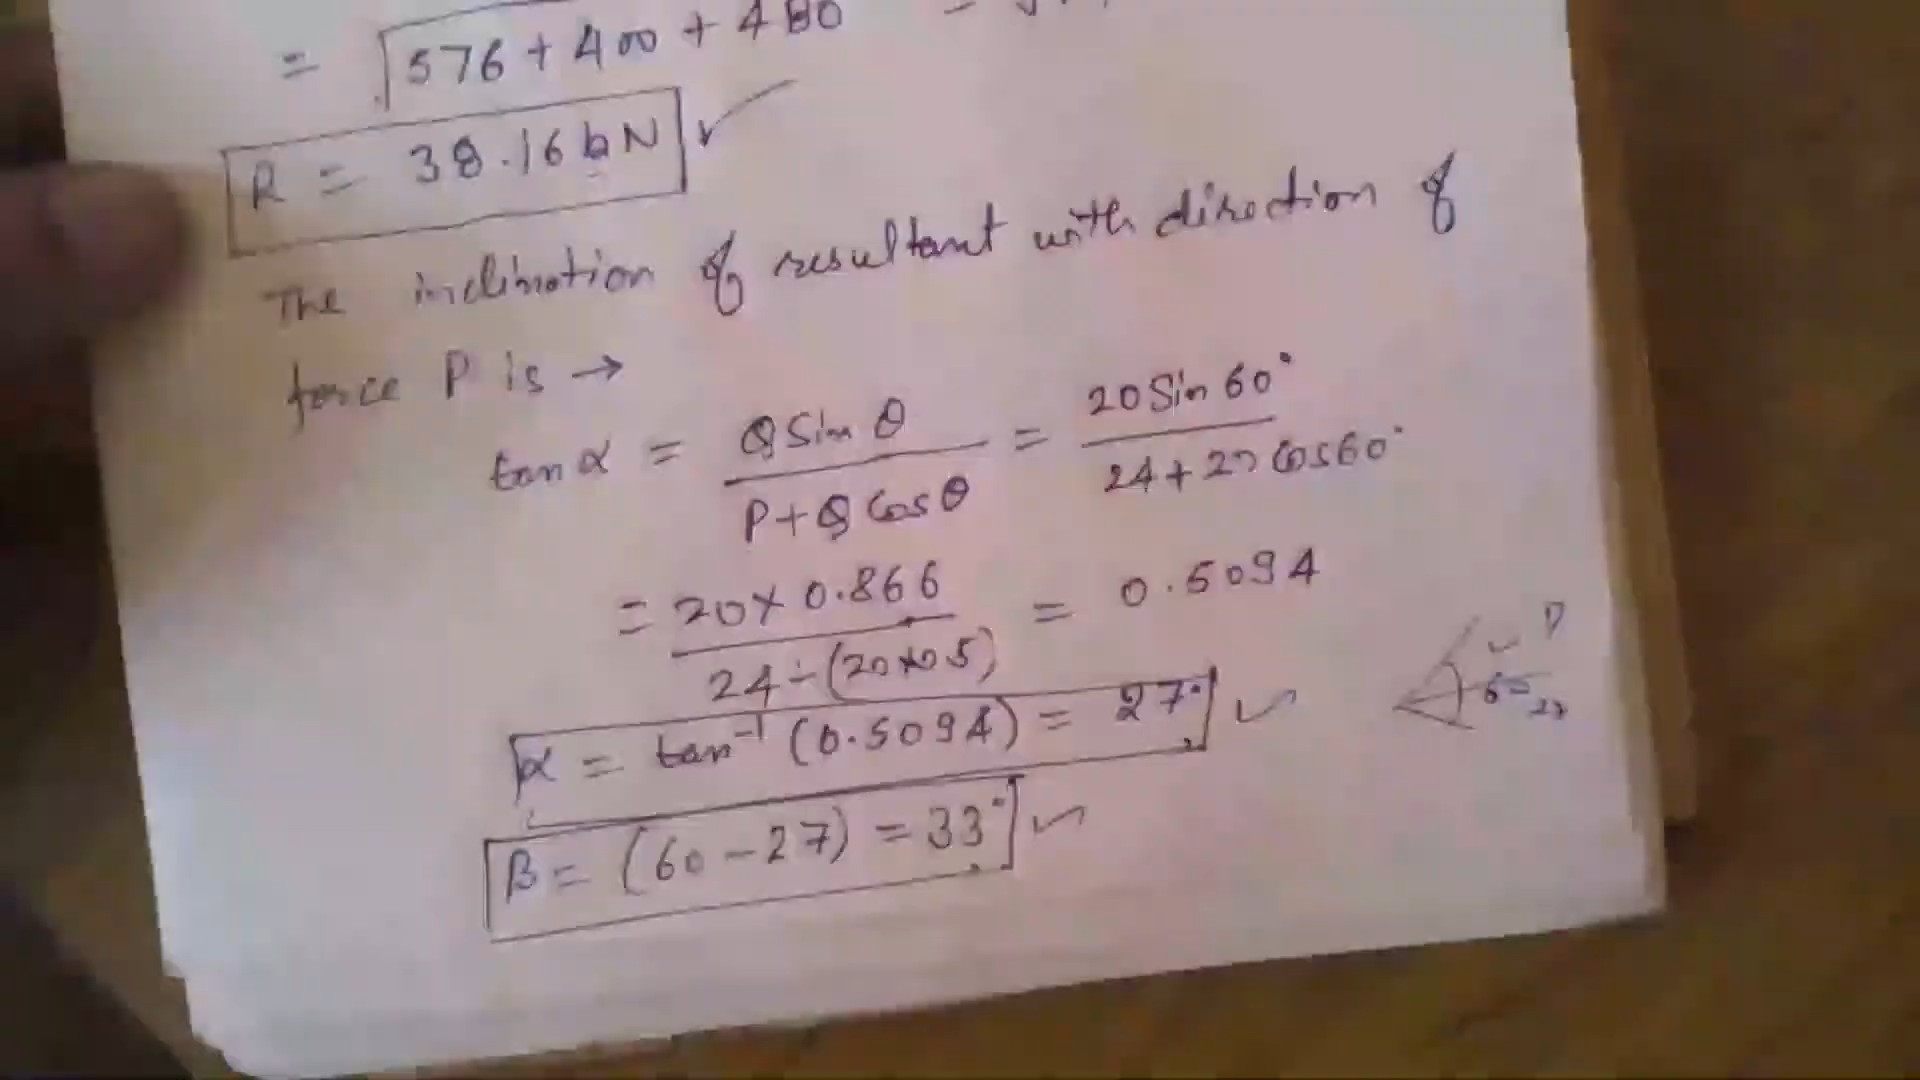 = √576 + 400 + 480 =
R = 38.16 kN ✓
The inclination of resultant with direction of
force P is →
tan α = Q Sin θ / P + Q Cos θ = 20 Sin 60° / 24 + 20 Cos 60°
= 20 × 0.866 / 24 + (20 × 0.5) = 0.5094
α = tan⁻¹ (0.5094) = 27° ✓
β = (60 - 27) = 33° ✓